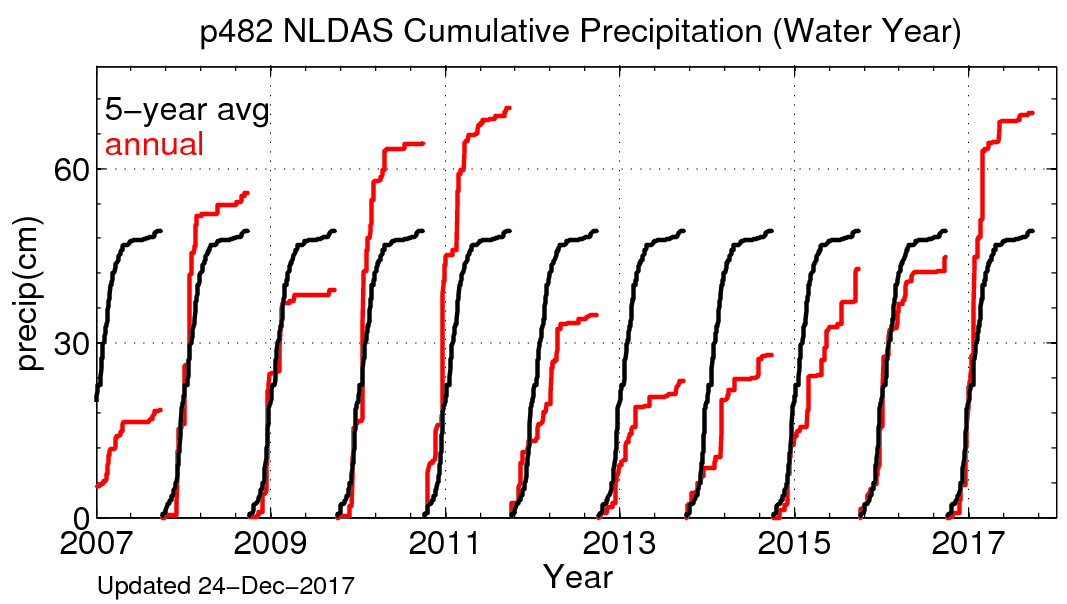 p482 NLDAS Cumulative Precipitation (Water Year)
5−year avg
annual
60
30
0
precip(cm)
2007 2009 2011 2013 2015 2017
Year
Updated 24−Dec−2017